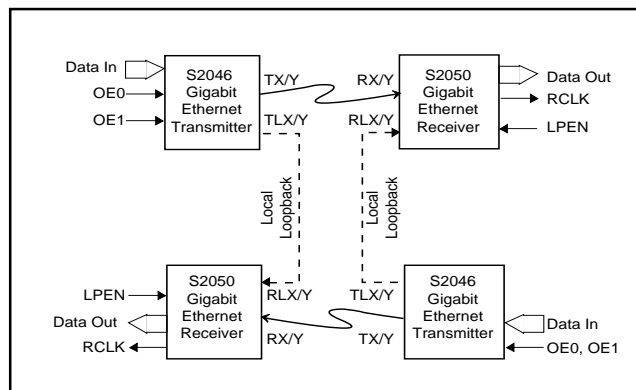 Data In
OE0
OE1
S2046
Gigabit
Ethernet
Transmitter
TX/Y
TLX/Y
RX/Y
RLX/Y
S2050
Gigabit
Ethernet
Receiver
Data Out
RCLK
LPEN
Local
Loopback
Local
Loopback
LPEN
Data Out
RCLK
S2050
Gigabit
Ethernet
Receiver
RLX/Y
RX/Y
TLX/Y
TX/Y
S2046
Gigabit
Ethernet
Transmitter
Data In
OE0, OE1